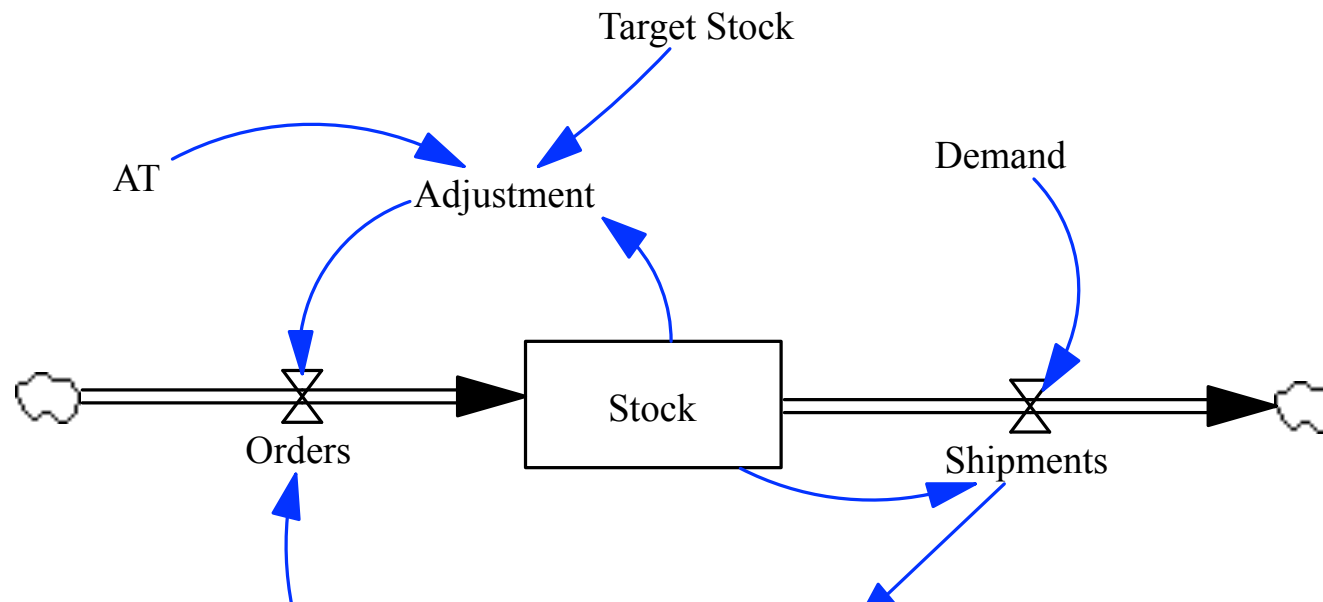 Target Stock
Demand
AT
Adjustment
Stock
Orders
Shipments